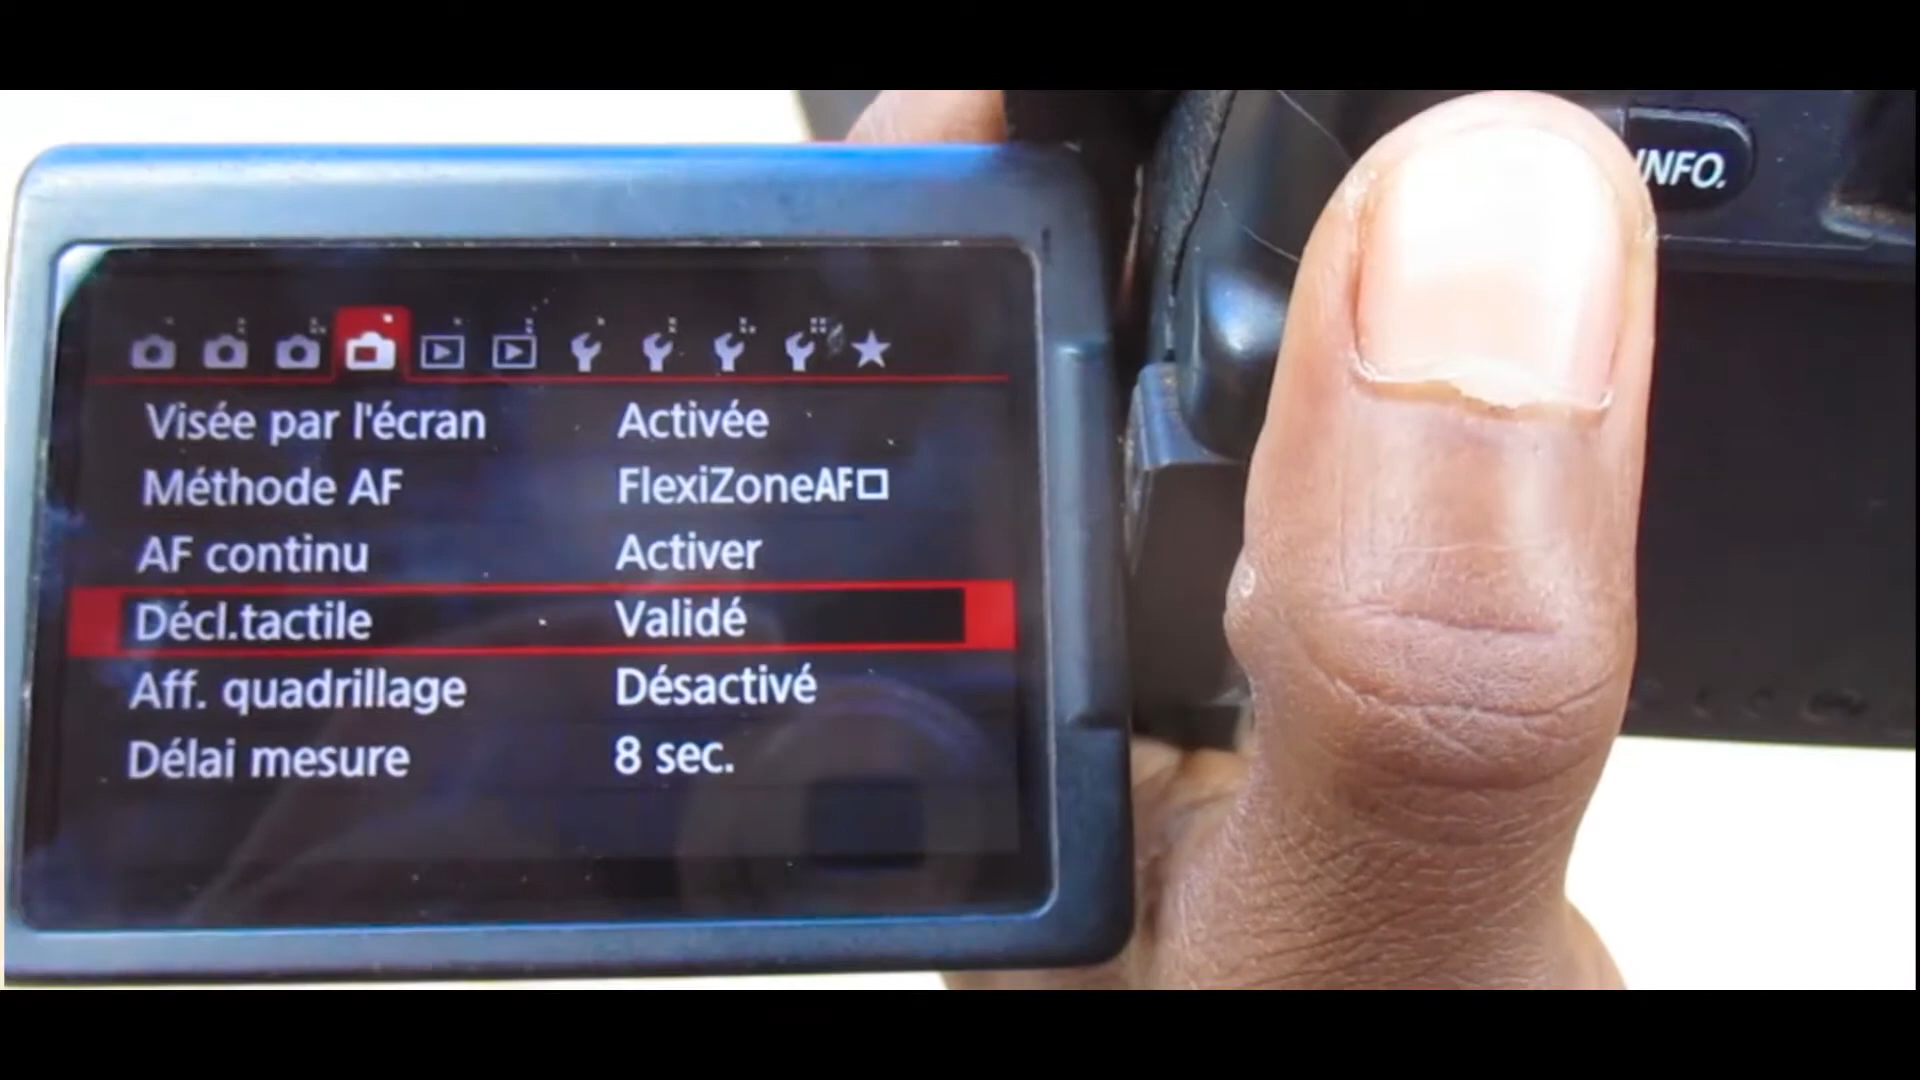 INFO.
Visée par l'écran Activée
Méthode AF FlexiZoneAF
AF continu Activer
Décl.tactile Validé
Aff. quadrillage Désactivé
Délai mesure 8 sec.